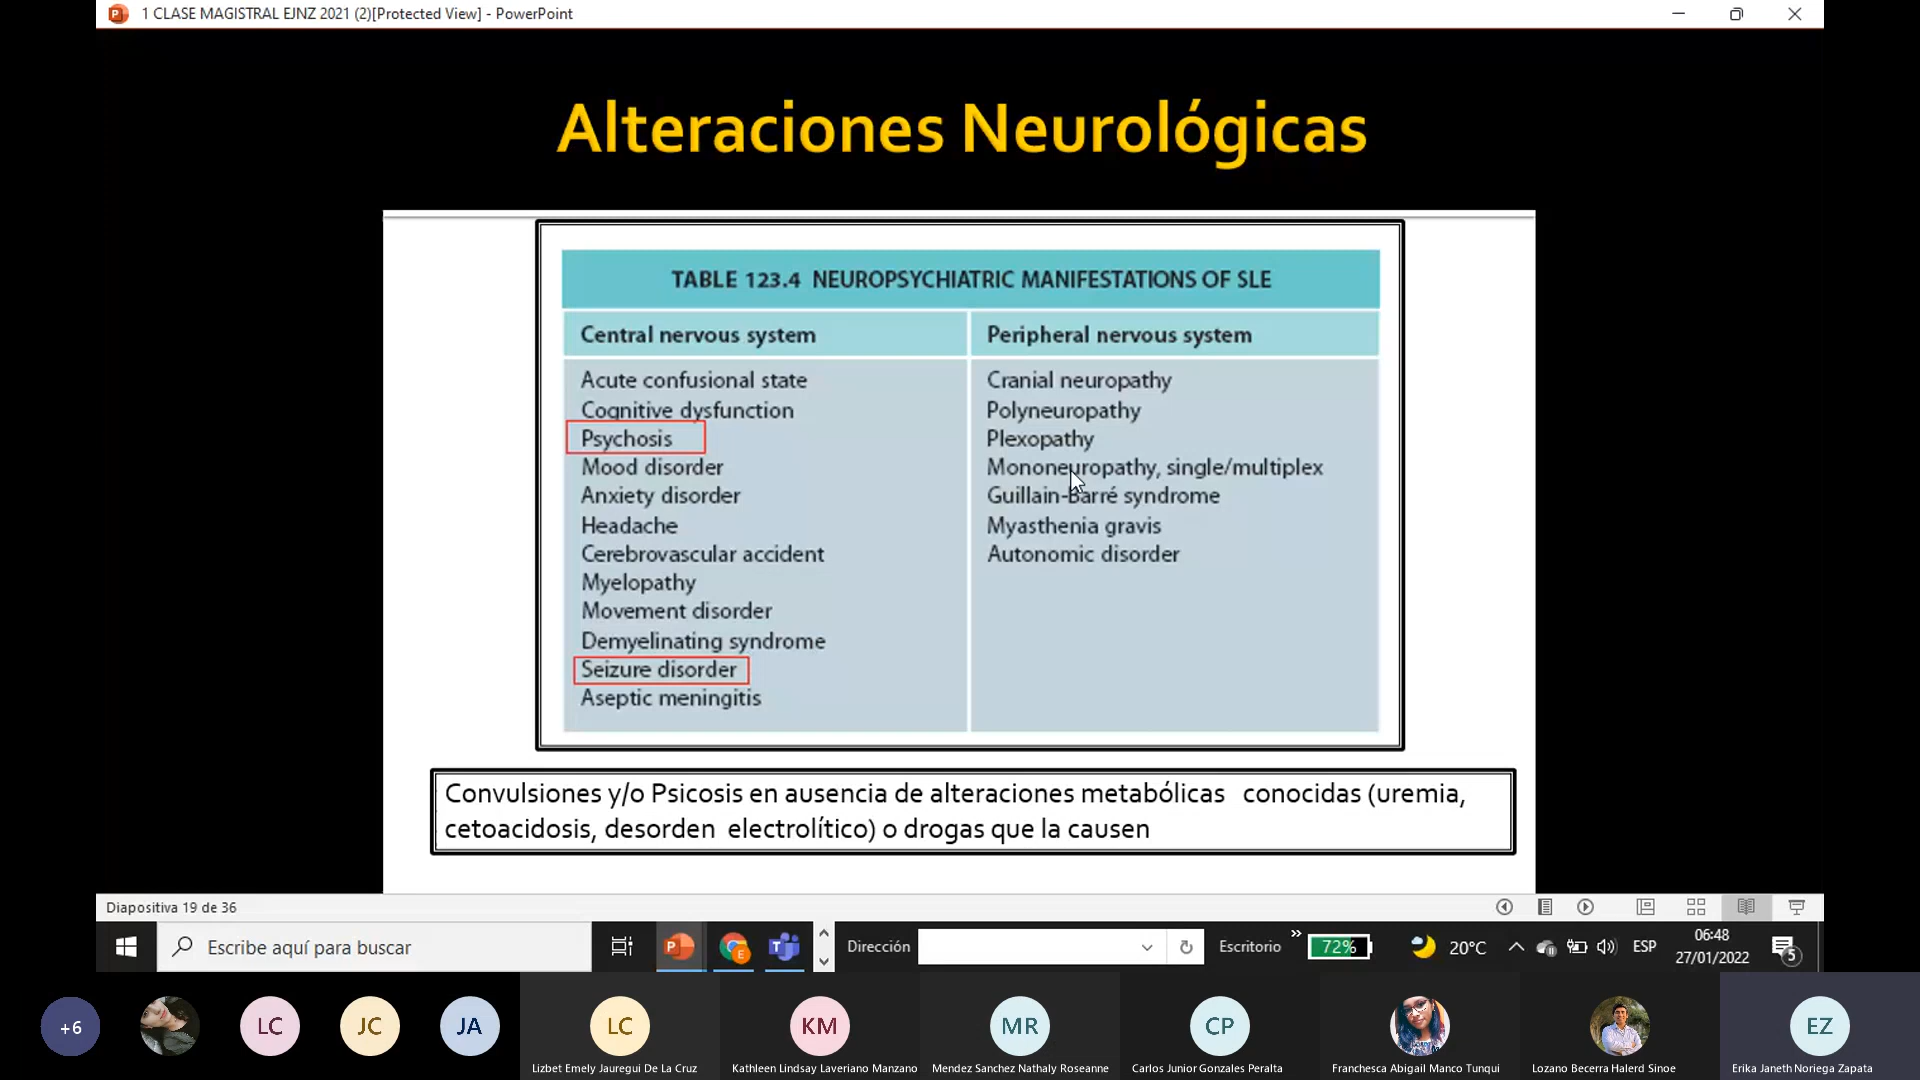 1 CLASE MAGISTRAL EJNZ 2021 (2)[Protected View] - PowerPoint
Alteraciones Neurológicas
TABLE 123.4 NEUROPSYCHIATRIC MANIFESTATIONS OF SLE
Central nervous system
Acute confusional state
Cognitive dysfunction
Psychosis
Mood disorder
Anxiety disorder
Headache
Cerebrovascular accident
Myelopathy
Movement disorder
Demyelinating syndrome
Seizure disorder
Aseptic meningitis
Peripheral nervous system
Cranial neuropathy
Polyneuropathy
Plexopathy
Mononeuropathy, single/multiplex
Guillain-Barré syndrome
Myasthenia gravis
Autonomic disorder
Convulsiones y/o Psicosis en ausencia de alteraciones metabólicas conocidas (uremia,
cetoacidosis, desorden electrolítico) o drogas que la causen
Diapositiva 19 de 36
Escribe aquí para buscar
Dirección
Escritorio
72%
20°C
ESP
06:48
27/01/2022
5
+6
LC
JC
JA
LC
Lizbet Emely Jauregui De La Cruz
KM
Kathleen Lindsay Laveriano Manzano
MR
Mendez Sanchez Nathaly Roseanne
CP
Carlos Junior Gonzales Peralta
Franchesca Abigail Manco Tunqui
Lozano Becerra Halerd Sinoe
EZ
Erika Janeth Noriega Zapata